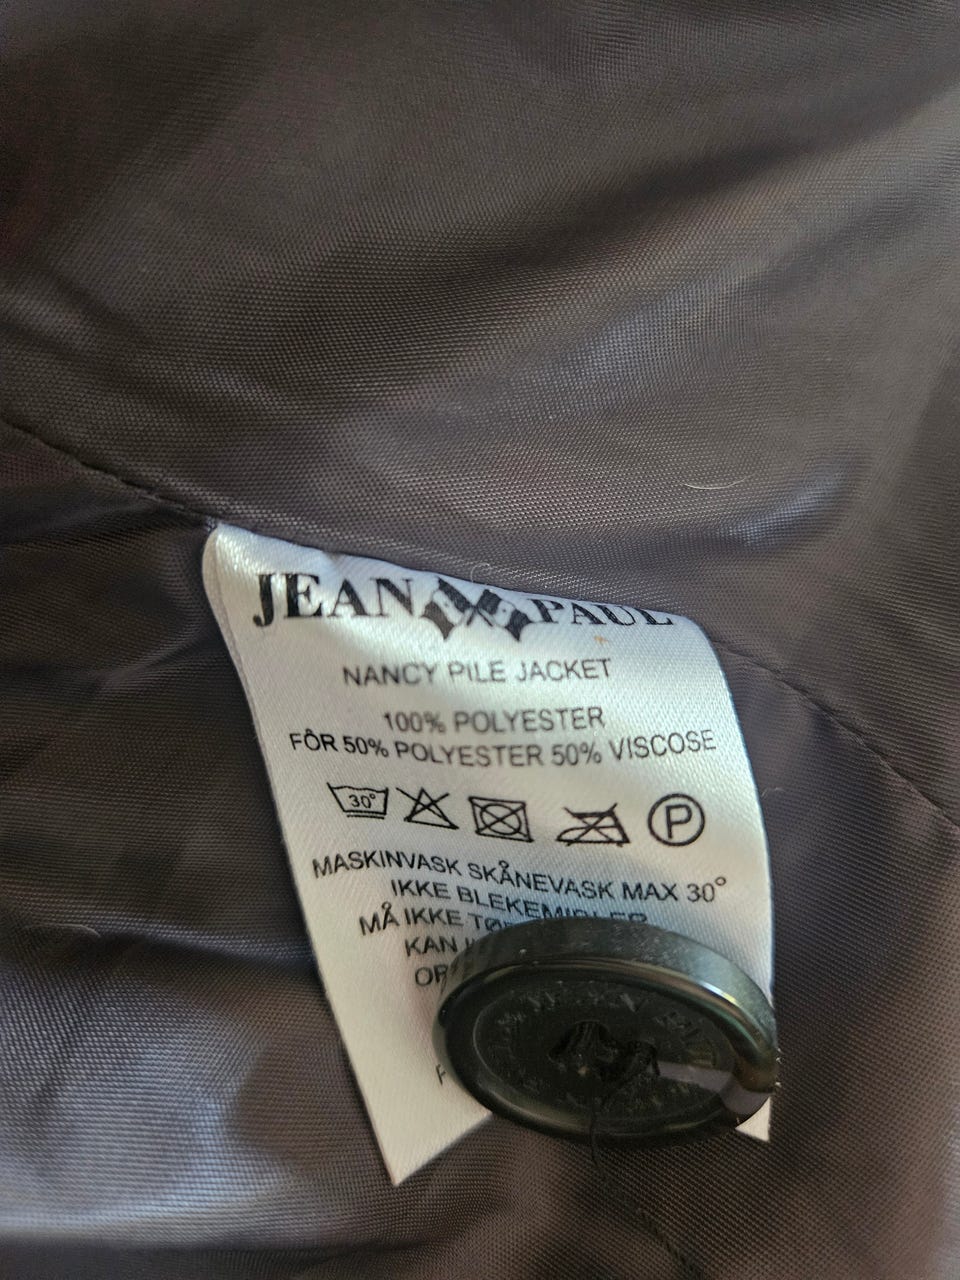 JEAN PAUL
NANCY PILE JACKET
100% POLYESTER
FÔR 50% POLYESTER 50% VISCOSE
30°
P
MASKINVASK SKÅNEVASK MAX 30°
IKKE BLEKEMIDLER
MÅ IKKE
KAN